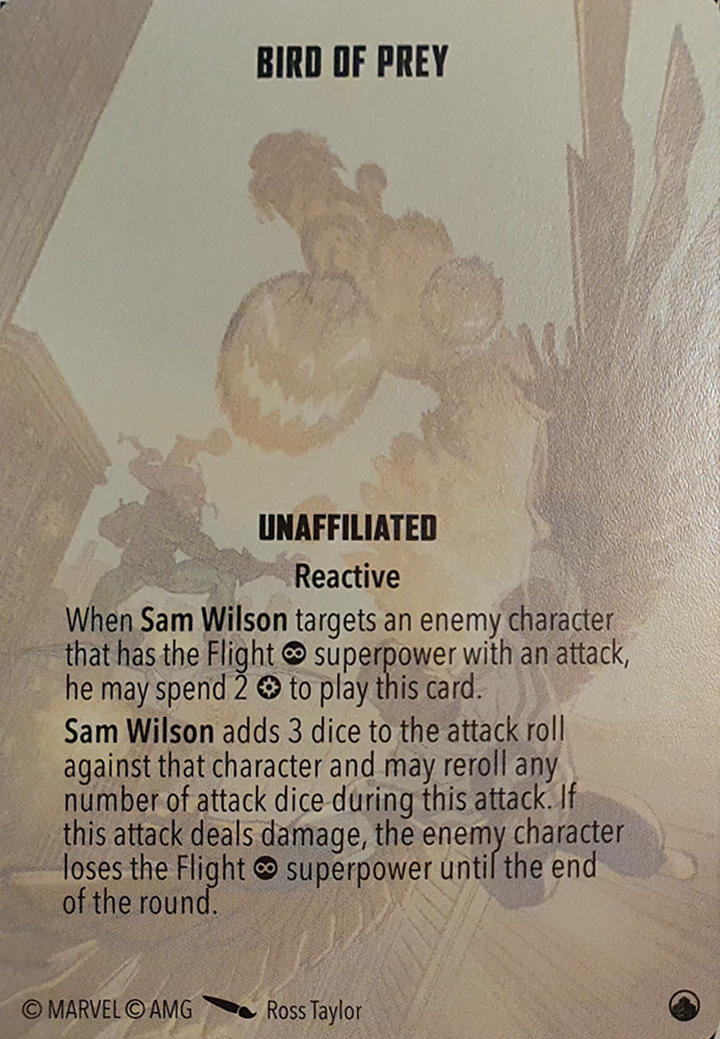 BIRD OF PREY
UNAFFILIATED
Reactive
When Sam Wilson targets an enemy character
that has the Flight superpower with an attack,
he may spend 2 to play this card.
Sam Wilson adds 3 dice to the attack roll
against that character and may reroll any
number of attack dice during this attack. If
this attack deals damage, the enemy character
loses the Flight superpower until the end
of the round.
© MARVEL © AMG Ross Taylor